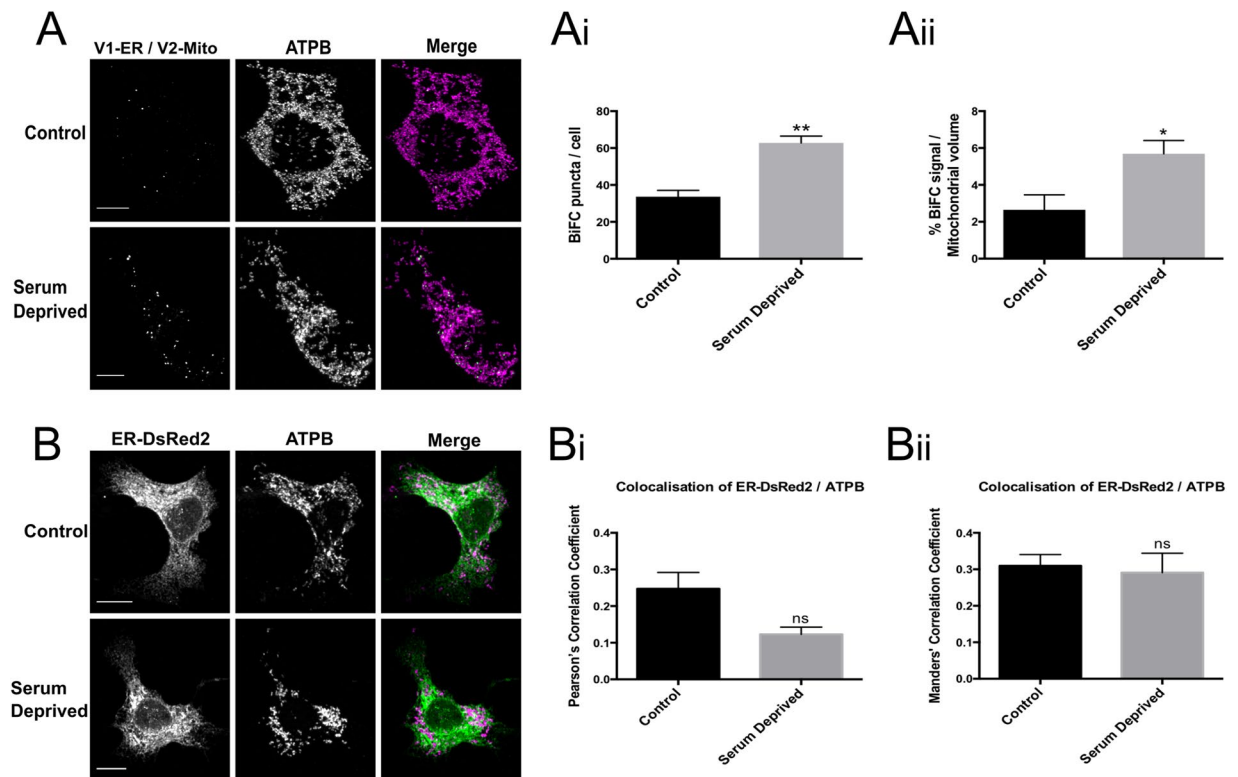 A
V1-ER / V2-Mito
ATPB
Merge
Control
Serum
Deprived
Ai
BiFC puncta / cell
80
60
40
20
0
**
Control
Serum Deprived
Aii
% BiFC signal /
Mitochondrial volume
8
6
4
2
0
*
Control
Serum Deprived
B
ER-DsRed2
ATPB
Merge
Control
Serum
Deprived
Bi
Colocalisation of ER-DsRed2 / ATPB
Pearson's Correlation Coefficient
0.4
0.3
0.2
0.1
0.0
ns
Control
Serum Deprived
Bii
Colocalisation of ER-DsRed2 / ATPB
Manders' Correlation Coefficient
0.4
0.3
0.2
0.1
0.0
ns
Control
Serum Deprived